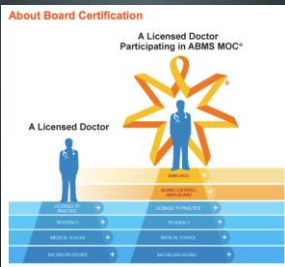 About Board Certification
A Licensed Doctor
Participating in ABMS MOC®
A Licensed Doctor
ABMS MOC®
BOARD CERTIFIED
LICENSED TO
PRACTICE
LICENSED TO PRACTICE
RESIDENCY
RESIDENCY
MEDICAL SCHOOL
MEDICAL SCHOOL
BACHELORS DEGREE
BACHELORS DEGREE